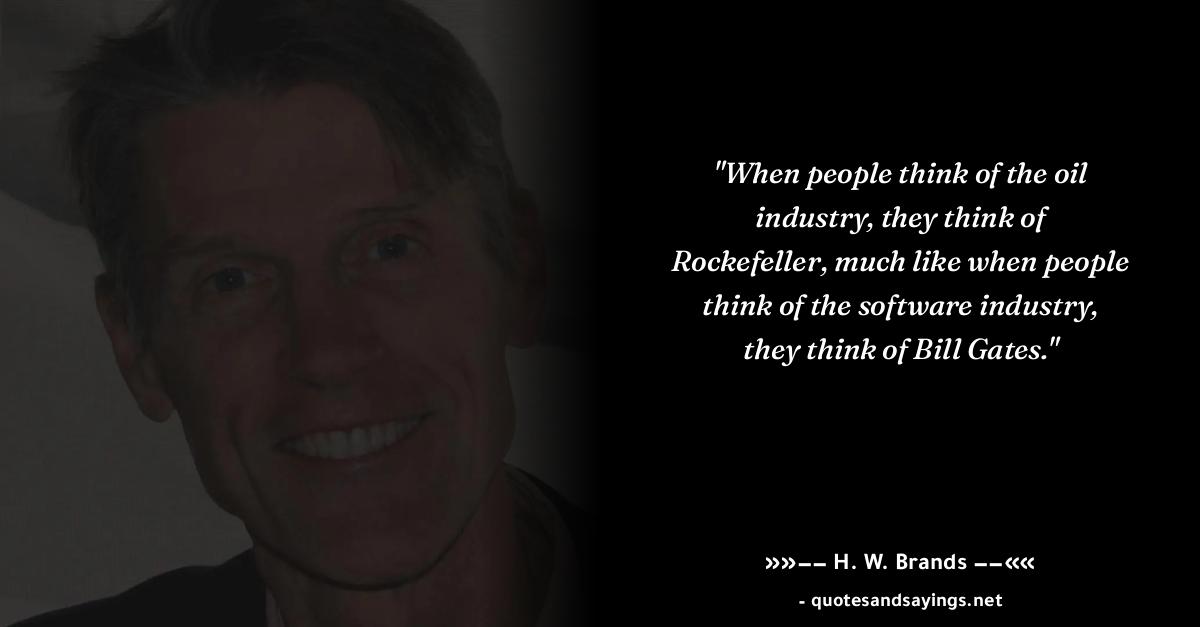 "When people think of the oil
industry, they think of
Rockefeller, much like when people
think of the software industry,
they think of Bill Gates."
»»−− H. W. Brands −−««
- quotesandsayings.net